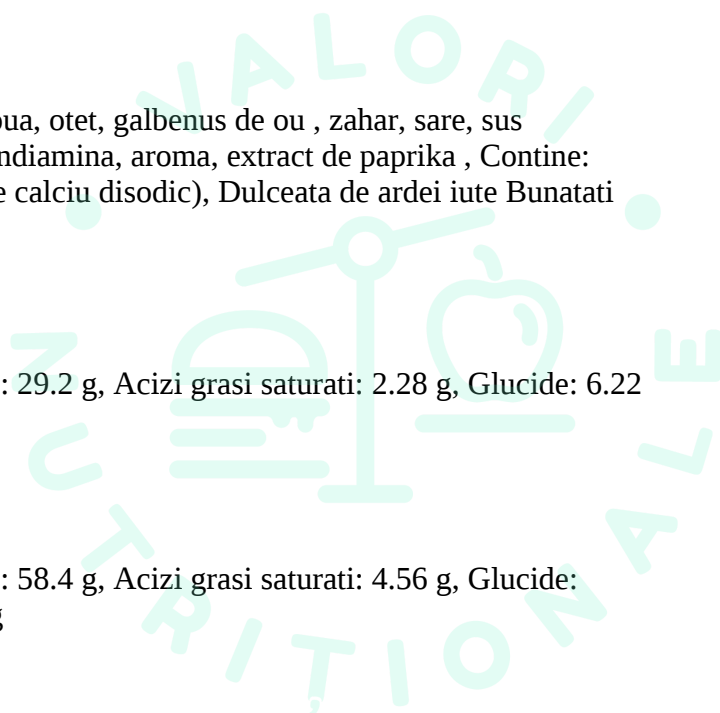 VALORI
oua, otet, galbenus de ou , zahar, sare, sus
ndiamina, aroma, extract de paprika , Contine:
e calciu disodic), Dulceata de ardei iute Bunatati
: 29.2 g, Acizi grasi saturati: 2.28 g, Glucide: 6.22
: 58.4 g, Acizi grasi saturati: 4.56 g, Glucide:
g
NUTRITIONALE